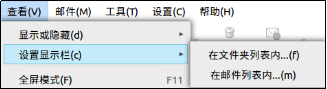 查看(V) 邮件(M) 工具(T) 设置(C) 帮助(H)
显示或隐藏(d)
设置显示栏(c)
在文件夹列表内...(f)
在邮件列表内...(m)
全屏模式(F) F11